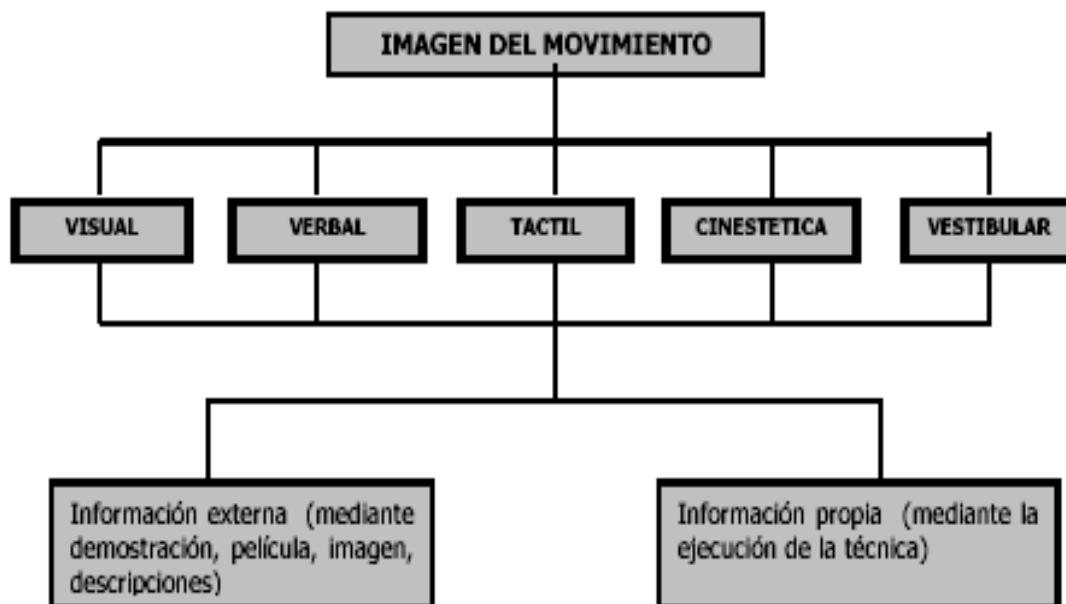 IMAGEN DEL MOVIMIENTO
VISUAL
VERBAL
TACTIL
CINESTETICA
VESTIBULAR
Información externa (mediante
demostración, película, imagen,
descripciones)
Información propia (mediante la
ejecución de la técnica)